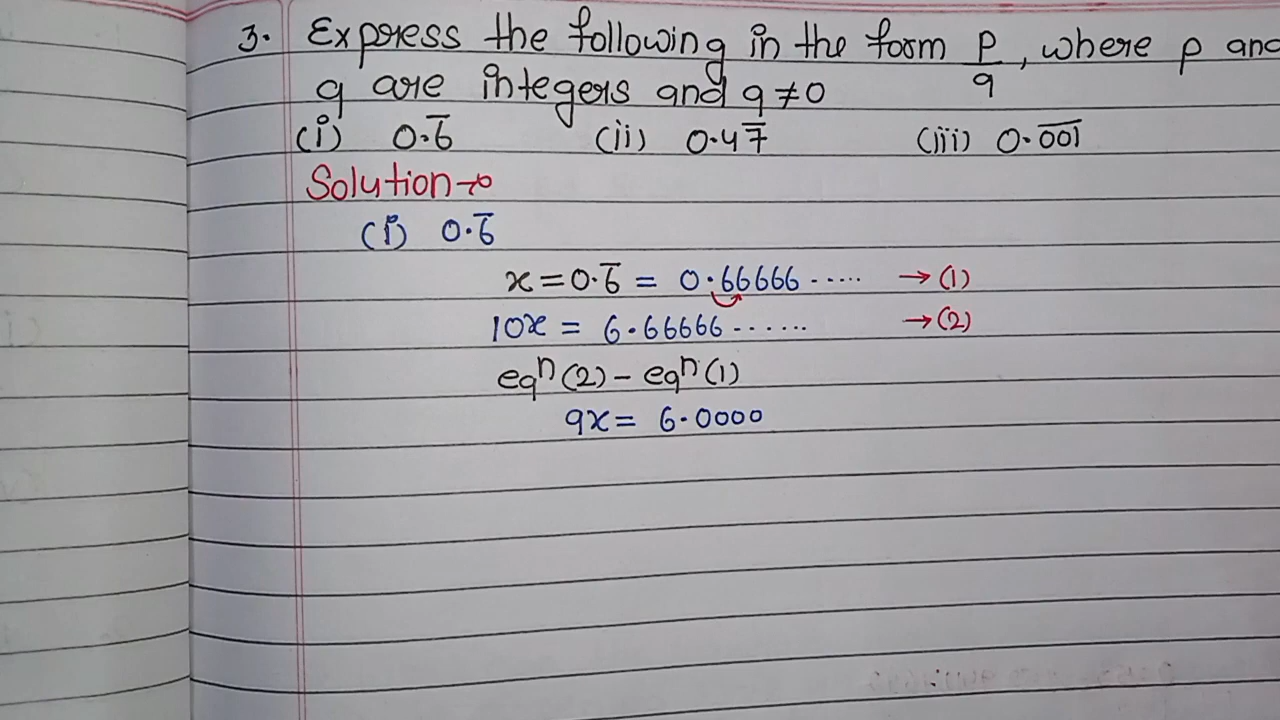 3. Express the following in the form p/q, where p and
q are integers and q ≠ 0
(i) 0.6̅ (ii) 0.47̅ (iii) 0.0̅0̅1̅
Solution →
(i) 0.6̅
x = 0.6̅ = 0.66666..... → (1)
10x = 6.66666...... → (2)
eqⁿ (2) - eqⁿ (1)
9x = 6.0000